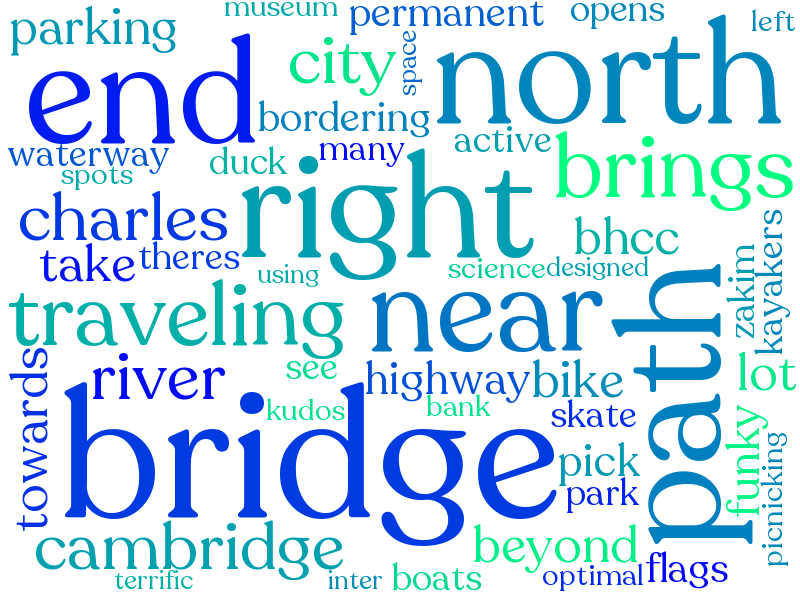 museum
permanent
opens
left
parking
end
city
space
north
bordering
active
waterway
duck
many
spots
right
brings
charles
bhcc
take
theres
using
science
designed
zakim
kayakers
traveling
near
path
towards
river
see
highway
bike
lot
kudos
bank
skate
funky
bridge
pick
park
picnicking
cambridge
beyond
terrific
inter
boats
optimal
flags